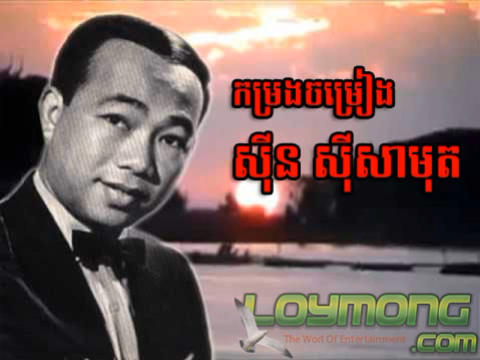 កម្រងចម្រៀង
ស៊ីន ស៊ីសាមុត
LOYMONG
The Worl Of Entertainment
.COM